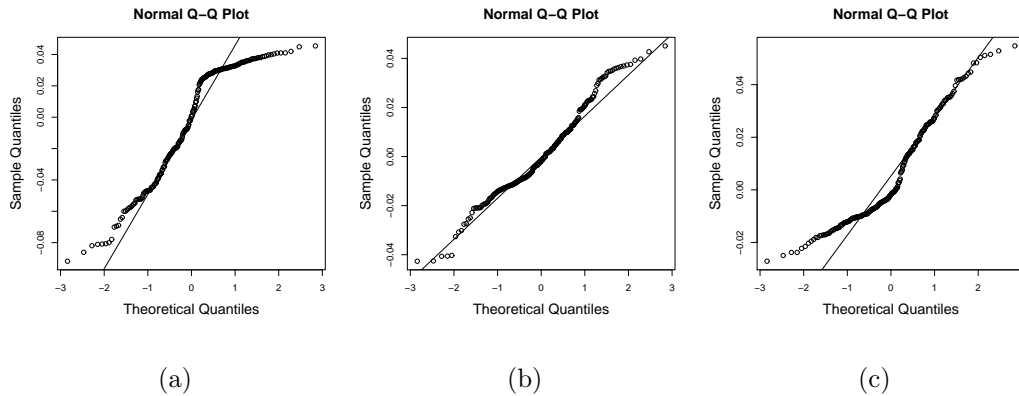 Normal Q−Q Plot
Sample Quantiles
0.04
0.00
−0.04
−0.08
−3 −2 −1 0 1 2 3
Theoretical Quantiles
(a)
Normal Q−Q Plot
Sample Quantiles
0.04
0.02
0.00
−0.02
−0.04
−3 −2 −1 0 1 2 3
Theoretical Quantiles
(b)
Normal Q−Q Plot
Sample Quantiles
0.04
0.02
0.00
−0.02
−3 −2 −1 0 1 2
Theoretical Quantiles
(c)